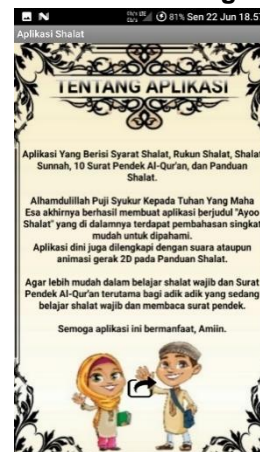 81% Sen 22 Jun 18.5
Aplikasi Shalat
TENTANG APLIKASI
Aplikasi Yang Berisi Syarat Shalat, Rukun Shalat, Shalat
Sunnah, 10 Surat Pendek Al-Qur'an, dan Panduan
Shalat.
Alhamdulillah Puji Syukur Kepada Tuhan Yang Maha
Esa akhirnya berhasil membuat aplikasi berjudul "Ayoo
Shalat" yang di dalamnya terdapat pembahasan singkat
mudah untuk dipahami.
Aplikasi dini juga dilengkapi dengan suara ataupun
animasi gerak 2D pada Panduan Shalat.
Agar lebih mudah dalam belajar shalat wajib dan Surat
Pendek Al-Qur'an terutama bagi adik adik yang sedang
belajar shalat wajib dan membaca surat pendek.
Semoga aplikasi ini bermanfaat, Amiin.